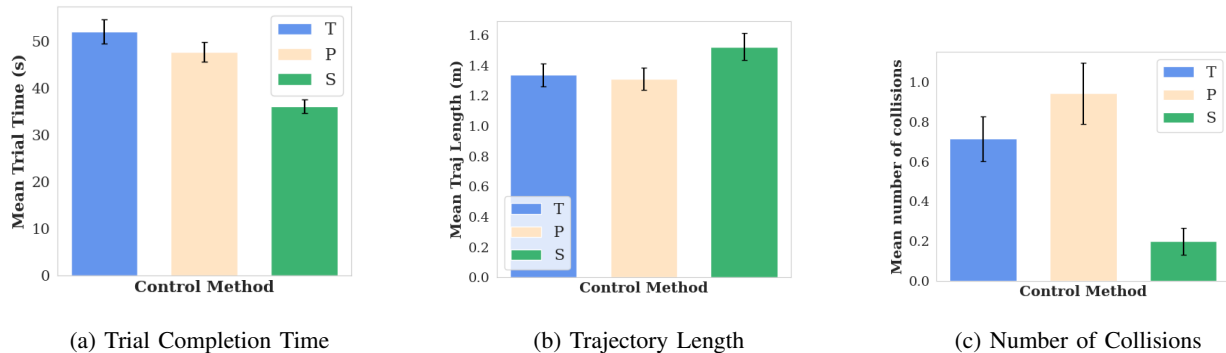 Mean Trial Time (s)
50
40
30
20
10
0
T
P
S
Control Method
(a) Trial Completion Time
Mean Traj Length (m)
1.6
1.4
1.2
1.0
0.8
0.6
0.4
0.2
0.0
T
P
S
Control Method
(b) Trajectory Length
Mean number of collisions
1.0
0.8
0.6
0.4
0.2
0.0
T
P
S
Control Method
(c) Number of Collisions